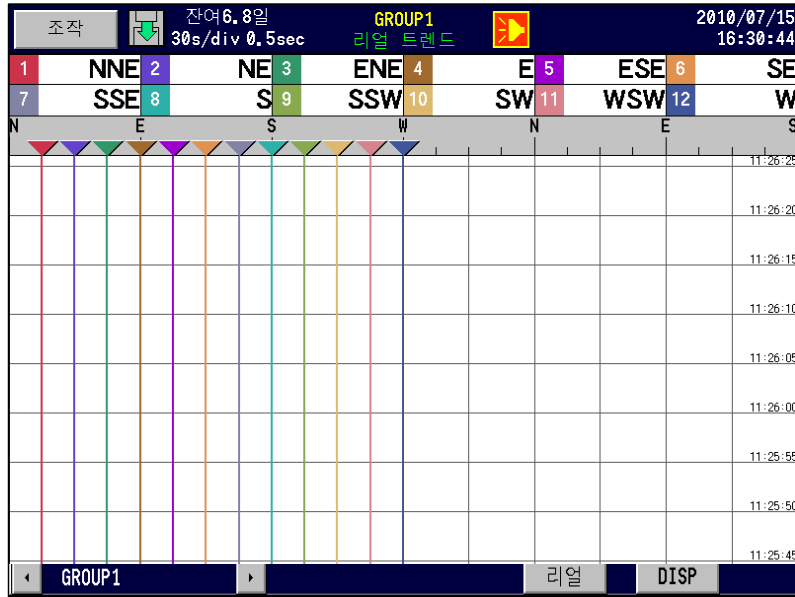 조작 잔여6.8일 GROUP1 2010/07/15
30s/div 0.5sec 리얼 트렌드 16:30:44
1 NNE 2 NE 3 ENE 4 E 5 ESE 6 SE
7 SSE 8 S 9 SSW 10 SW 11 WSW 12 W
N E S W N E S
11:26:25
11:26:20
11:26:15
11:26:10
11:26:05
11:26:00
11:25:55
11:25:50
11:25:45
GROUP1 리얼 DISP